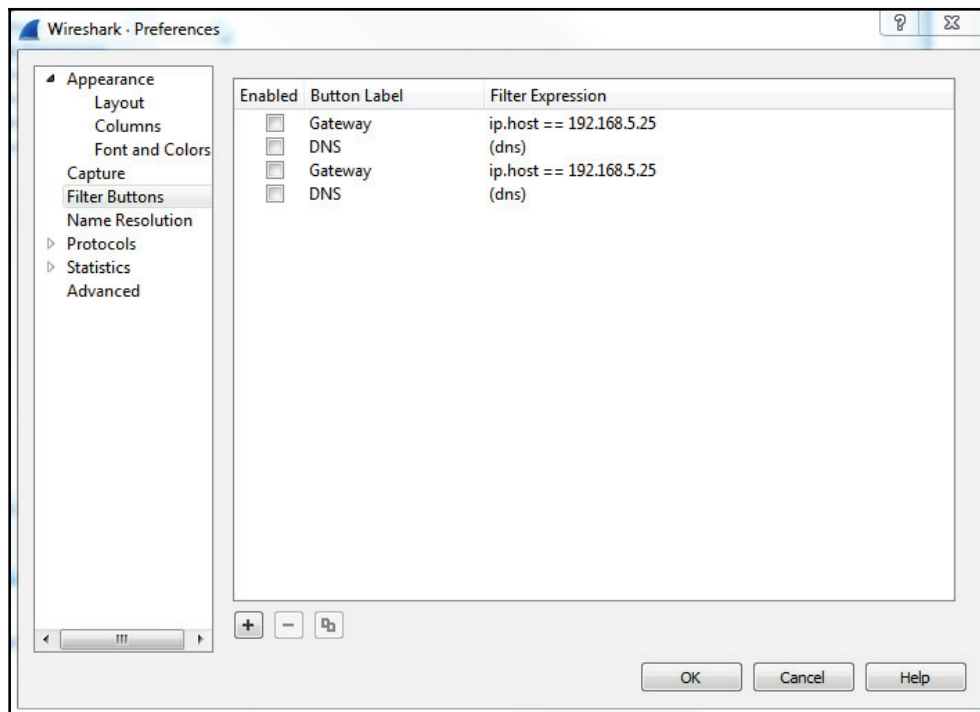 Wireshark · Preferences
Appearance
Layout
Columns
Font and Colors
Capture
Filter Buttons
Name Resolution
Protocols
Statistics
Advanced
Enabled Button Label Filter Expression
Gateway ip.host == 192.168.5.25
DNS (dns)
Gateway ip.host == 192.168.5.25
DNS (dns)
OK Cancel Help